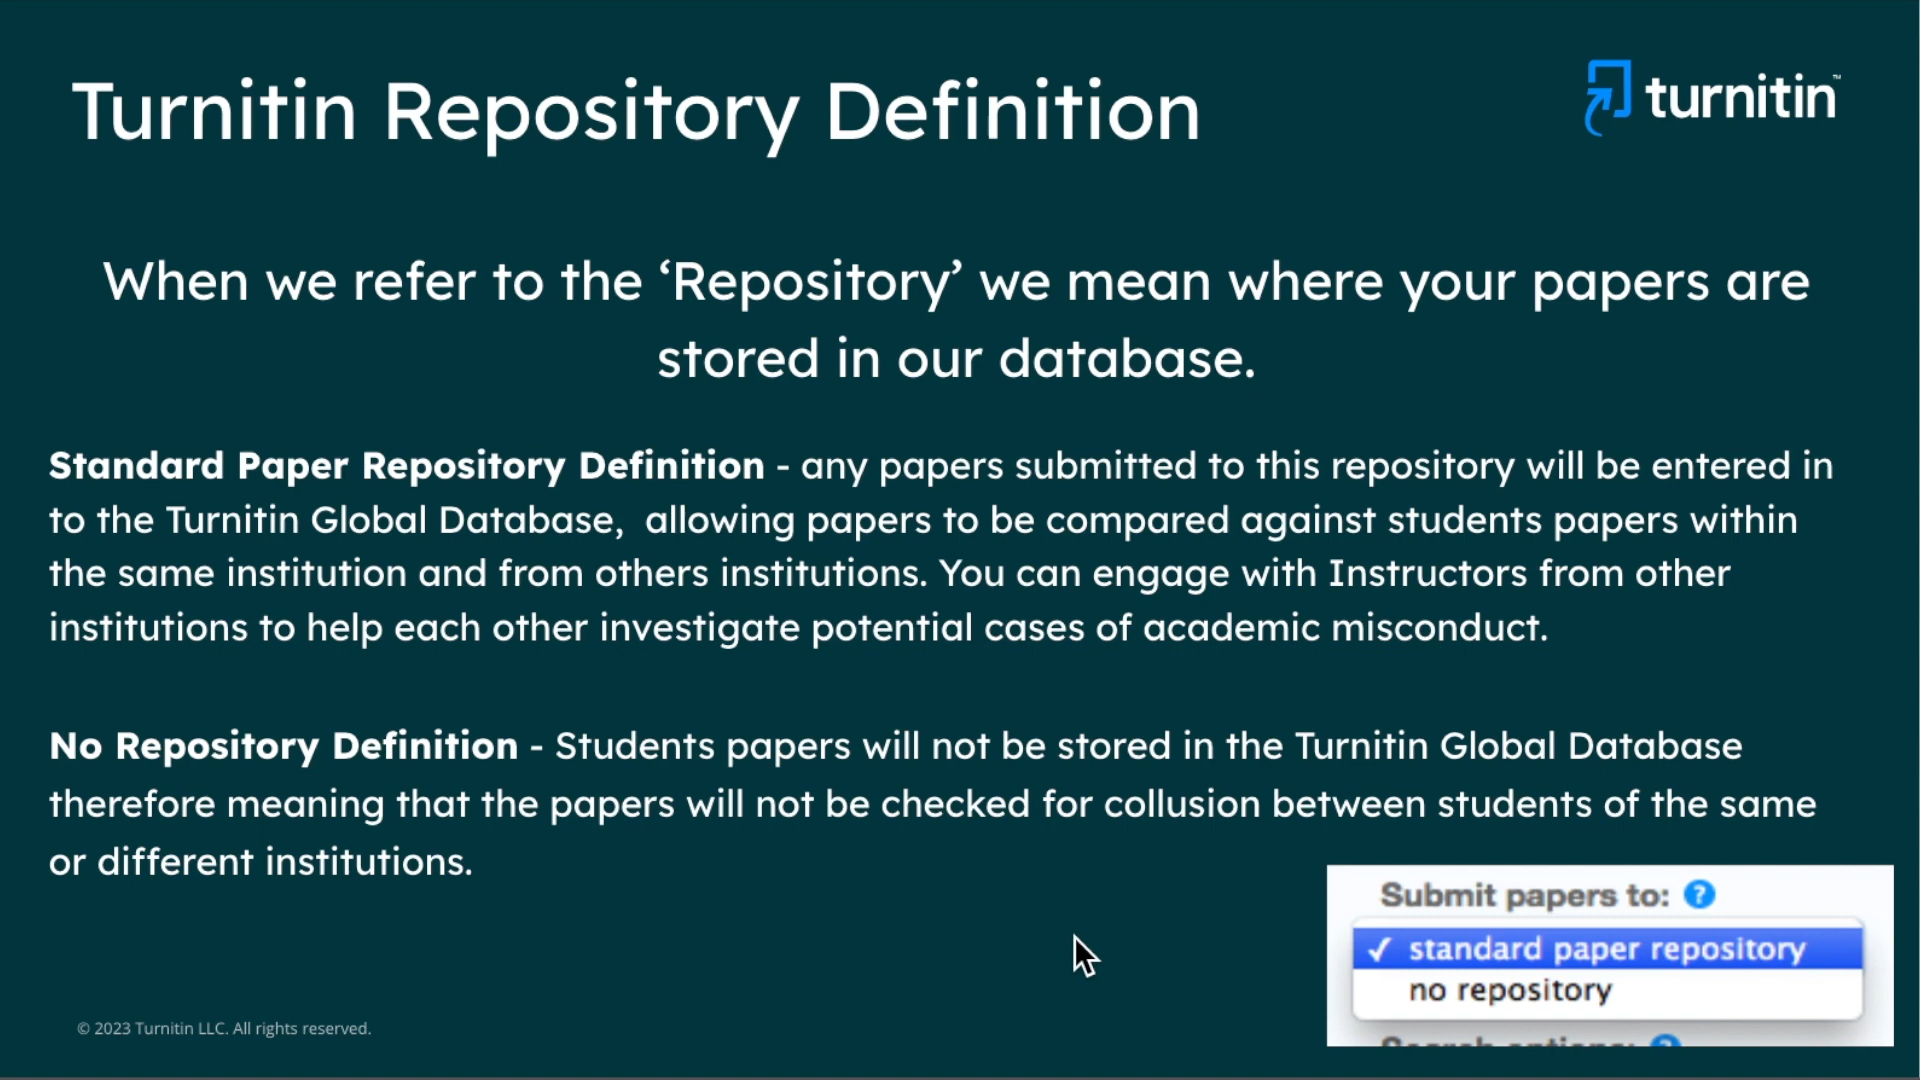 Turnitin Repository Definition
turnitin™
When we refer to the ‘Repository’ we mean where your papers are
stored in our database.
Standard Paper Repository Definition - any papers submitted to this repository will be entered in
to the Turnitin Global Database,  allowing papers to be compared against students papers within
the same institution and from others institutions. You can engage with Instructors from other
institutions to help each other investigate potential cases of academic misconduct.
No Repository Definition - Students papers will not be stored in the Turnitin Global Database
therefore meaning that the papers will not be checked for collusion between students of the same
or different institutions.
Submit papers to: ?
✓ standard paper repository
no repository
© 2023 Turnitin LLC. All rights reserved.